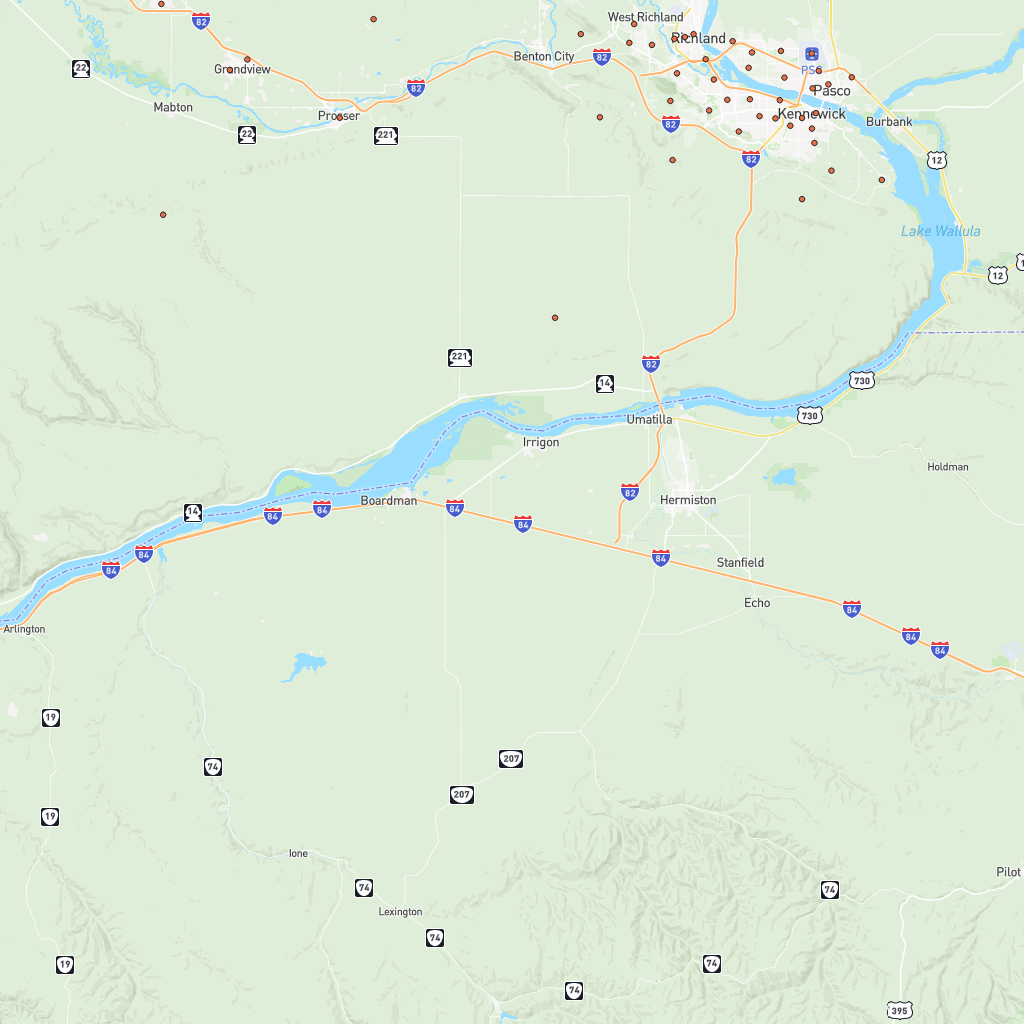 West Richland
82
Richland
Benton City
82
22
Grandview
PSC
82
Pasco
Mabton
Prosser
Kennewick
Burbank
82
22
221
82
12
Lake Wallula
12
221
82
14
730
730
Umatilla
Irrigon
Holdman
82
Boardman
Hermiston
84
14
84
84
84
84
84
Stanfield
84
Echo
84
Arlington
84
84
19
207
74
207
19
Ione
Pilot
74
74
Lexington
74
19
74
74
395